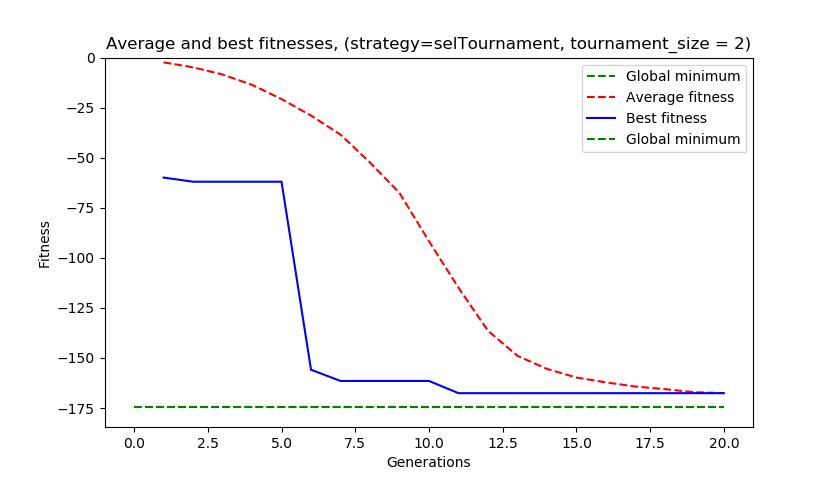 Average and best fitnesses, (strategy=selTournament, tournament_size = 2)
0
−25
−50
−75
−100
−125
−150
−175
Fitness
Global minimum
Average fitness
Best fitness
Global minimum
0.0 2.5 5.0 7.5 10.0 12.5 15.0 17.5 20.0
Generations